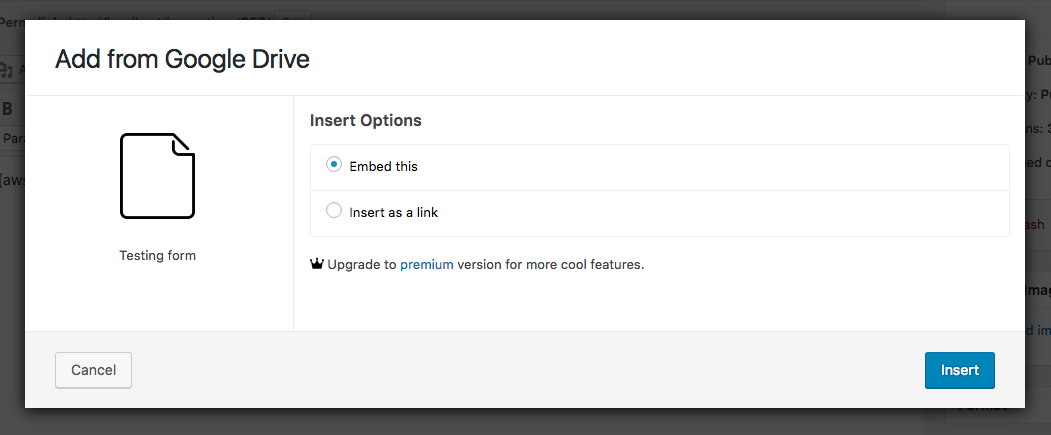 Add from Google Drive
Testing form
Insert Options
Embed this
Insert as a link
Upgrade to premium version for more cool features.
Cancel
Insert
B